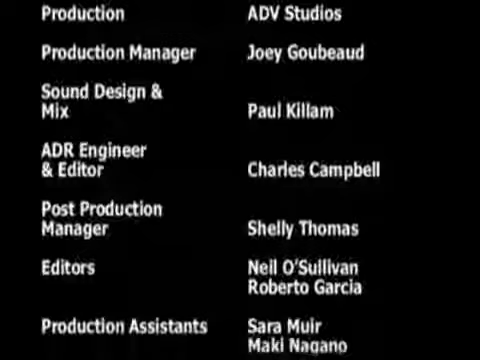 Production ADV Studios
Production Manager Joey Goubeaud
Sound Design &
Mix Paul Killam
ADR Engineer
& Editor Charles Campbell
Post Production
Manager Shelly Thomas
Editors Neil O'Sullivan
Roberto Garcia
Production Assistants Sara Muir
Maki Nagano